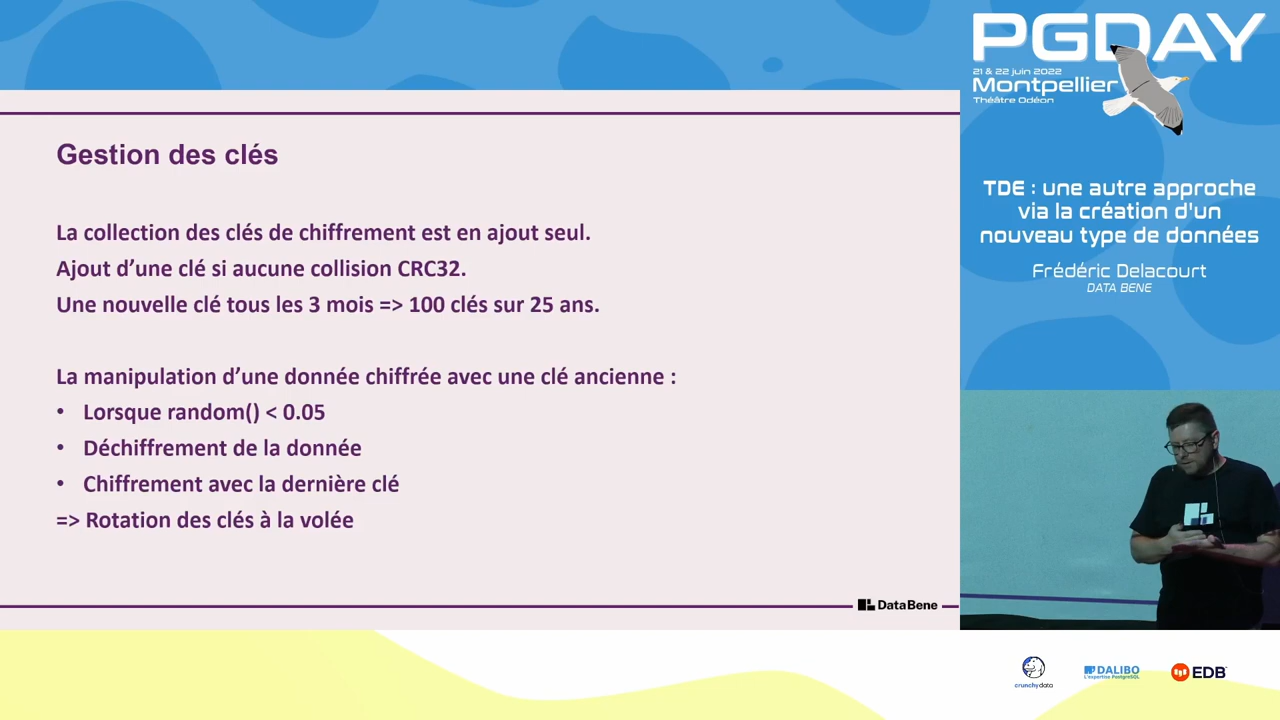 Gestion des clés
La collection des clés de chiffrement est en ajout seul.
Ajout d’une clé si aucune collision CRC32.
Une nouvelle clé tous les 3 mois => 100 clés sur 25 ans.
La manipulation d’une donnée chiffrée avec une clé ancienne :
• Lorsque random() < 0.05
• Déchiffrement de la donnée
• Chiffrement avec la dernière clé
=> Rotation des clés à la volée
DataBene
PGDAY
21 & 22 juin 2022
Montpellier
Théâtre Odéon
TDE : une autre approche
via la création d'un
nouveau type de données
Frédéric Delacourt
DATA BENE
crunchydata
DALIBO
L'expertise PostgreSQL
EDB